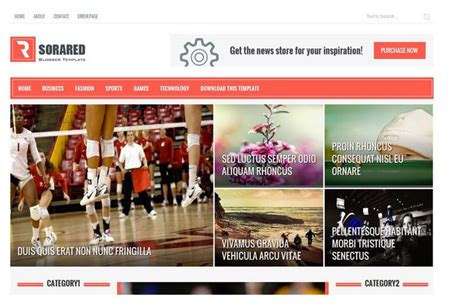 HOME ABOUT CONTACT ERROR PAGE
SORARED
BLOGGER TEMPLATE
Get the news store for your inspiration!
PURCHASE NOW
HOME BUSINESS FASHION SPORTS GAMES TECHNOLOGY DOWNLOAD THIS TEMPLATE
SED LUCTUS SEMPER ODIO
ALIQUAM RHONCUS
PROIN RHONCUS
CONSEQUAT NISL EU
ORNARE
DUIS QUIS ERAT NON NUNC FRINGILLA
VIVAMUS GRAVIDA
VEHICULA ARCU VITAE
PELLENTESQUE HABITANT
MORBI TRISTIQUE
SENECTUS
CATEGORY1
CATEGORY2